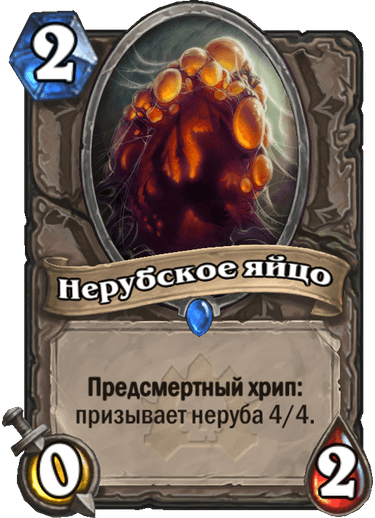 2
Нерубское яйцо
Предсмертный хрип:
призывает неруба 4/4.
0
2